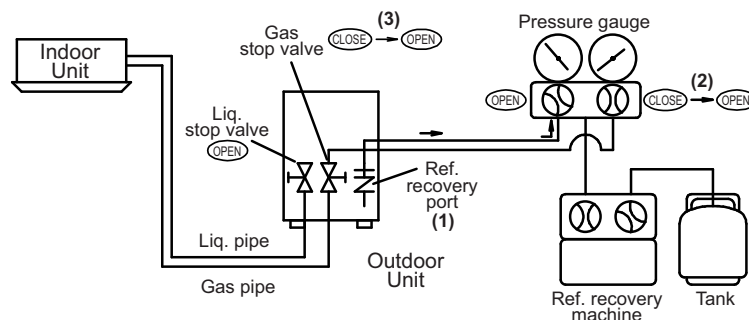 Indoor
Unit
Gas
stop valve
(3)
CLOSE → OPEN
Pressure gauge
Liq.
stop valve
OPEN
OPEN
(2)
CLOSE → OPEN
Ref.
recovery
port
(1)
Liq. pipe
Gas pipe
Outdoor
Unit
Ref. recovery
machine
Tank